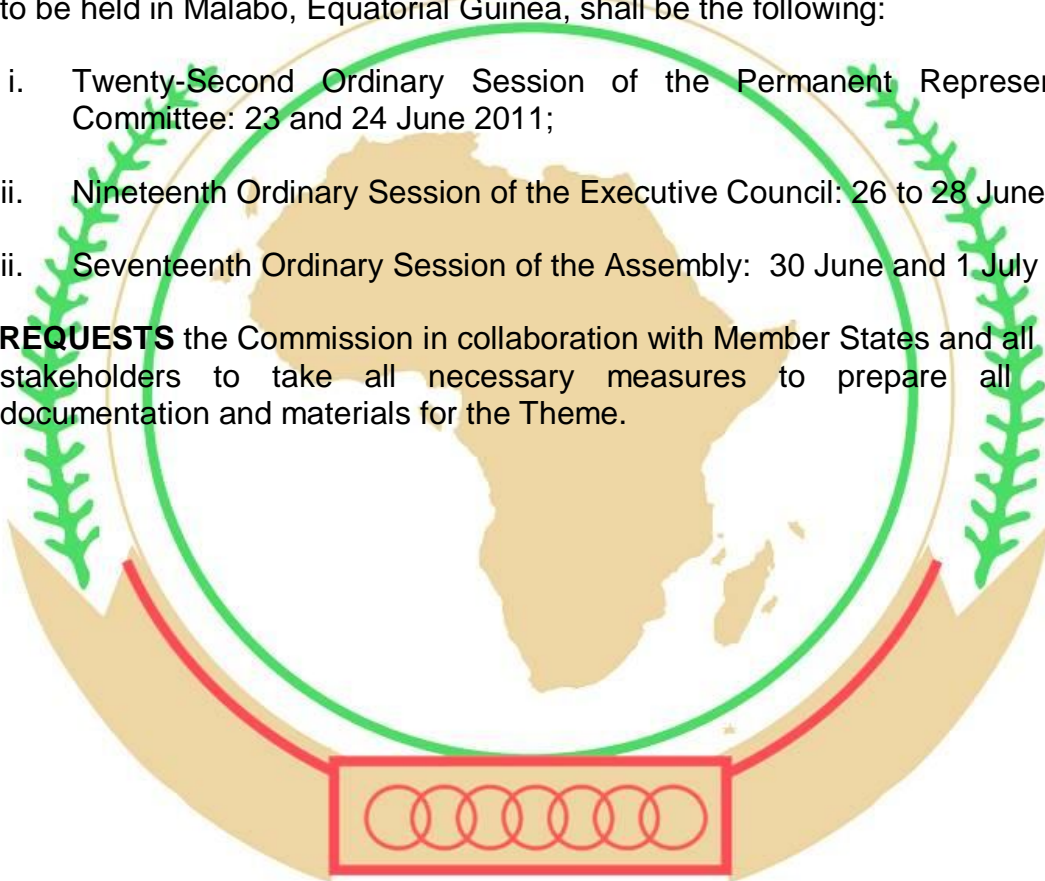 to be held in Malabo, Equatorial Guinea, shall be the following:
i. Twenty-Second Ordinary Session of the Permanent Represen
Committee: 23 and 24 June 2011;
ii. Nineteenth Ordinary Session of the Executive Council: 26 to 28 June
ii. Seventeenth Ordinary Session of the Assembly: 30 June and 1 July
REQUESTS the Commission in collaboration with Member States and all
stakeholders to take all necessary measures to prepare all
documentation and materials for the Theme.